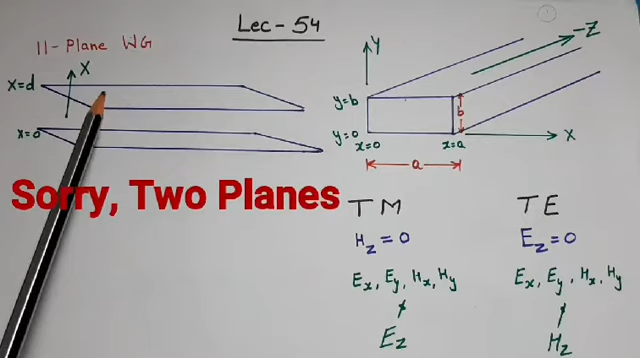 Lec-54
11-Plane WG
X
x=d
x=0
Sorry, Two Planes
Y
y=b
y=0
x=0
x=a
b
a
-Z
X
TM
Hz=0
Ex, Ey, Hx, Hy
Ez
TE
Ez=0
Ex, Ey, Hx, Hy
Hz